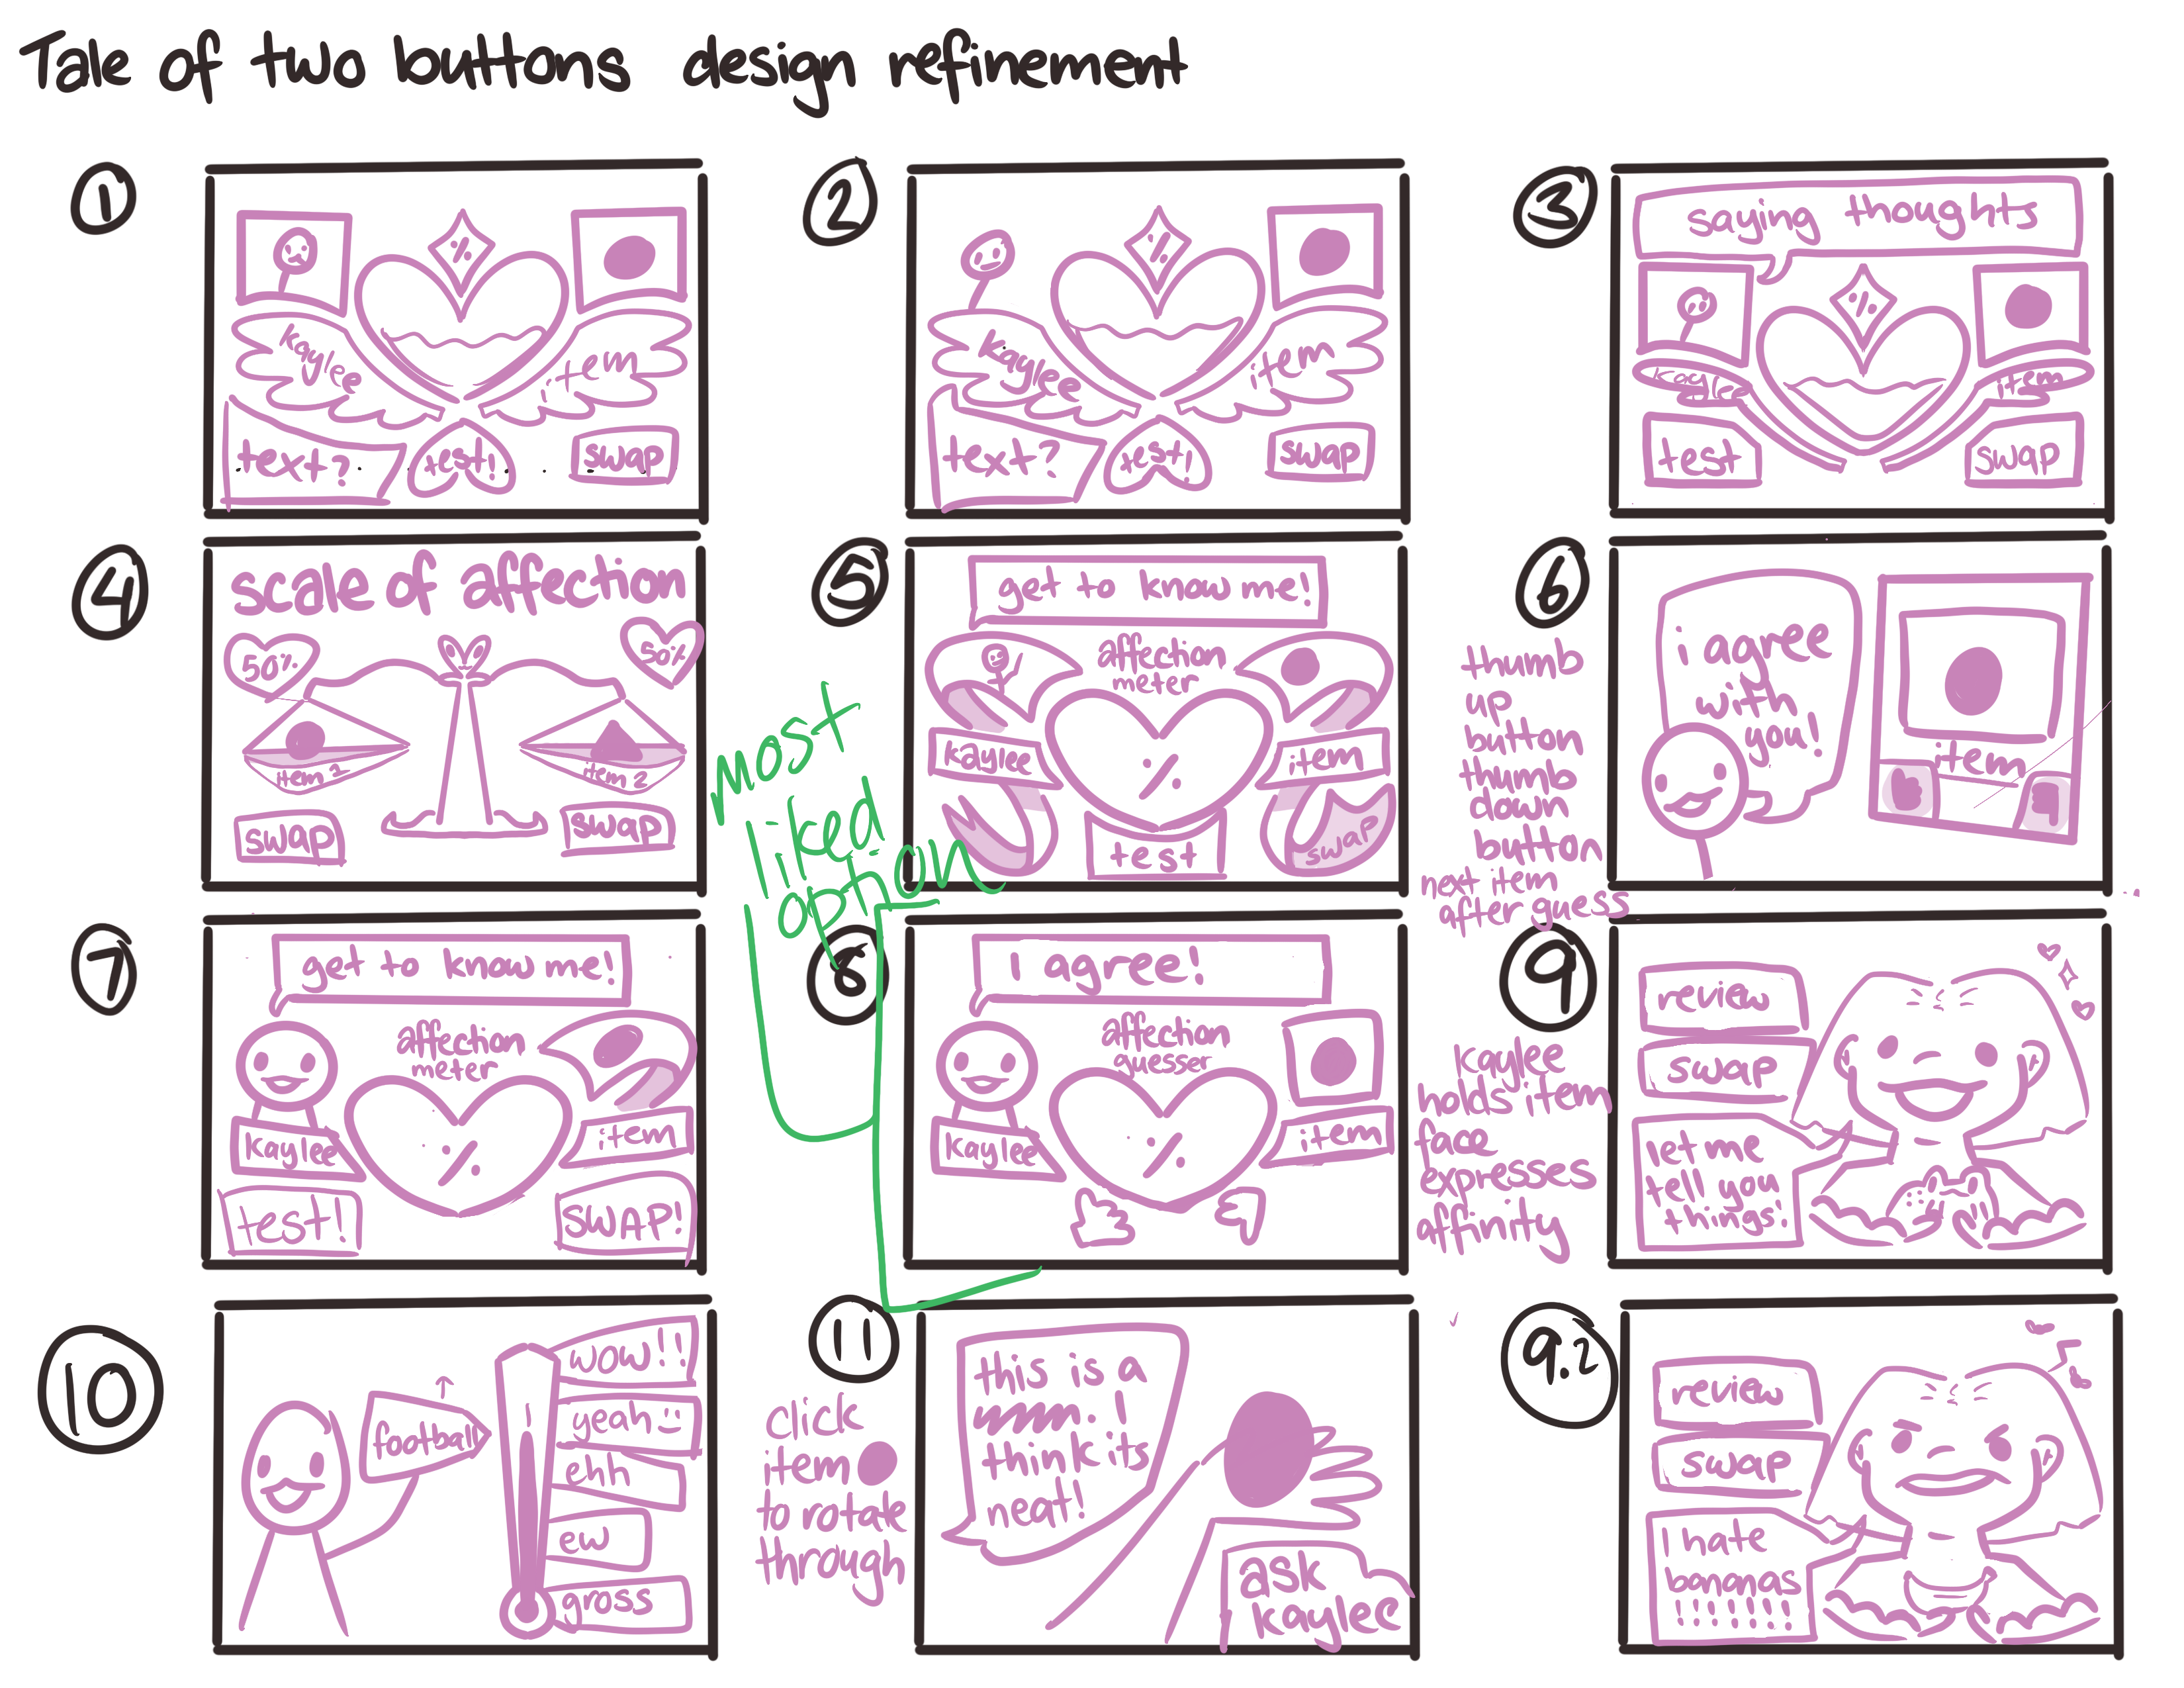 Tale of two buttons design refinement
1
%
kaylee
item
text?
test!
swap
2
%
kaylee
item
text?
test!
swap
3
saying thoughts
%
kaylee
item
test
swap
4
scale of affection
50%
50%
item 2
item 2
swap
swap
5
get to know me!
affection
meter
kaylee
item
%
test
swap
6
i agree
with
you!
item
thumb
up
button
thumb
down
button
next item
after guess
most
liked
option
7
get to know me!
affection
meter
kaylee
item
%
test!
SWAP!
8
I agree!
affection
guesser
kaylee
item
%
9
review
swap
let me
tell you
things!
kaylee
holds item
face
expresses
affinity
10
football
wow!!
yeah :)
ehh
ew
gross
11
this is a
. I
think its
neat!
ask
kaylee
click
item
to rotate
through
9.2
review
swap
I hate
bananas
!!!!!!!